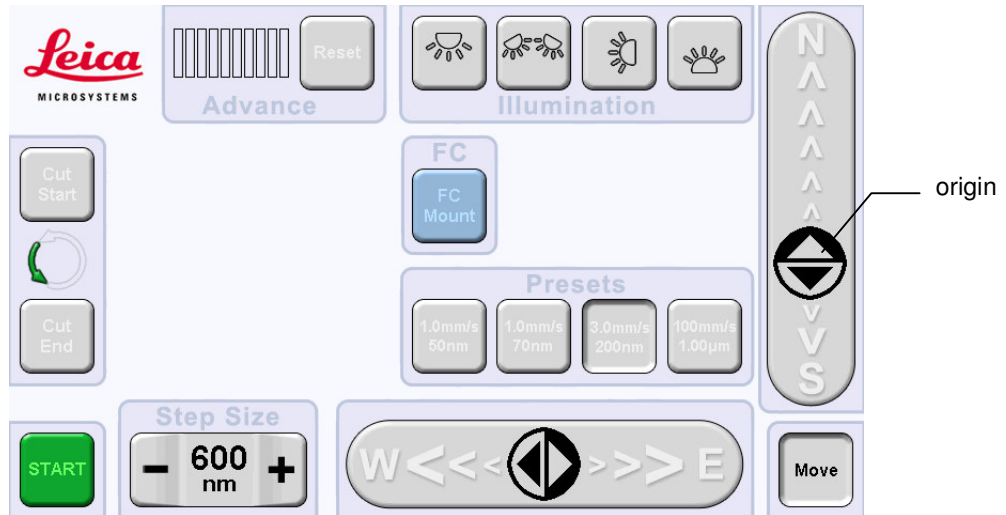 Leica
MICROSYSTEMS
Reset
Advance
Illumination
N
Cut
Start
FC
FC
Mount
origin
Presets
Cut
End
1.0mm/s
50nm
1.0mm/s
70nm
3.0mm/s
200nm
100mm/s
1.00µm
S
Step Size
START
- 600 +
nm
W <<< >>> E
Move